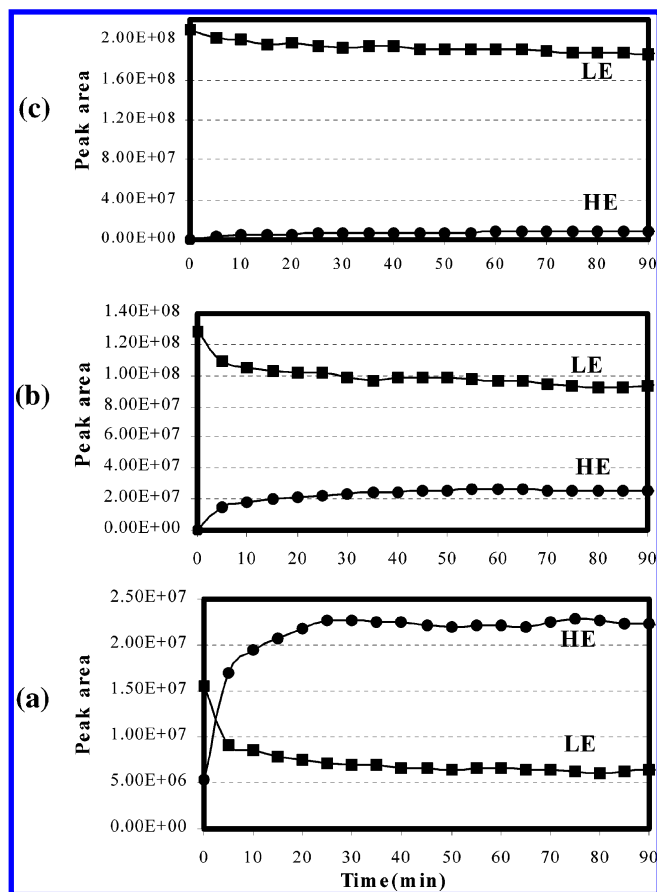 (c)
Peak area
2.00E+08
1.60E+08
1.20E+08
8.00E+07
4.00E+07
0.00E+00
LE
HE
0 10 20 30 40 50 60 70 80 90
(b)
Peak area
1.40E+08
1.20E+08
1.00E+08
8.00E+07
6.00E+07
4.00E+07
2.00E+07
0.00E+00
LE
HE
0 10 20 30 40 50 60 70 80 90
(a)
Peak area
2.50E+07
2.00E+07
1.50E+07
1.00E+07
5.00E+06
0.00E+00
HE
LE
0 10 20 30 40 50 60 70 80 90
Time(min)